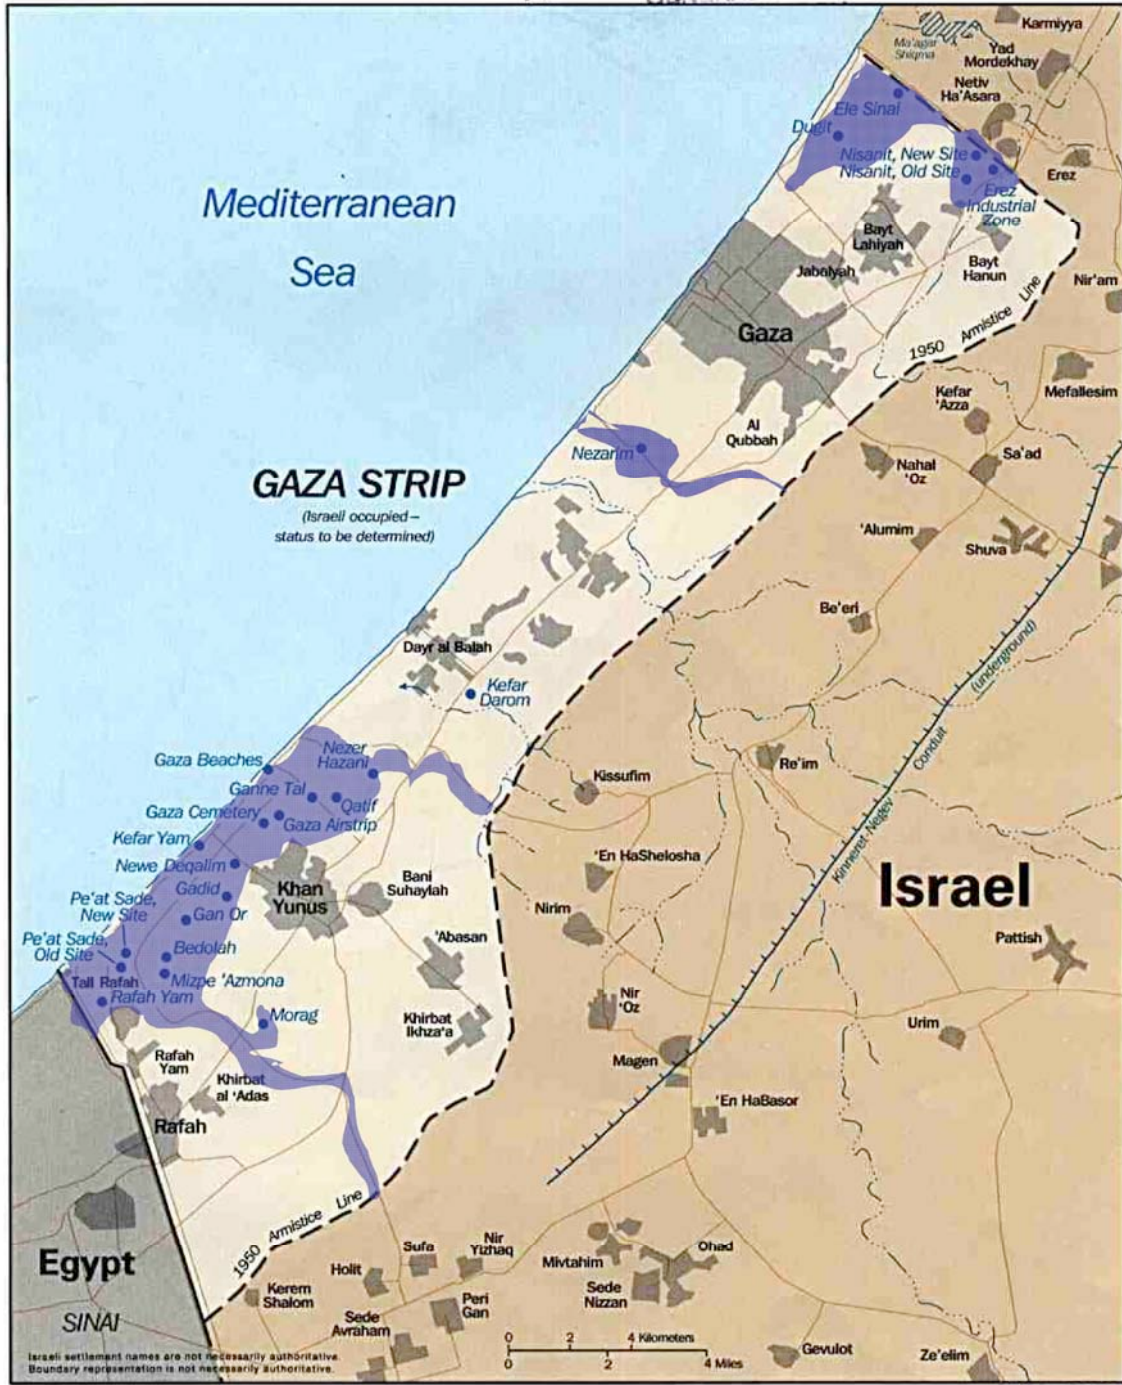 Karmiyya
Ma'agar
Shiqma
Yad
Mordekhay
Netiv
Ha'Asara
Ele Sinai
Dugit
Nisanit, New Site
Nisanit, Old Site
Erez
Erez
Industrial
Zone
Mediterranean
Sea
Bayt
Lahiyah
Jabalyah
Bayt
Hanun
Nir'am
Gaza
1950 Armistice Line
Mefallesim
Kefar
'Azza
Al
Qubbah
Nezarim
Sa'ad
Nahal
'Oz
GAZA STRIP
(Israeli occupied –
status to be determined)
'Alumim
Shuva
Be'eri
(underground)
Dayr al Balah
Kefar
Darom
Conduit
Nezer
Hazani
Gaza Beaches
Re'im
Kissufim
Ganne Tal
Qatif
Gaza Cemetery
Gaza Airstrip
Kefar Yam
Kinneret-Negev
Newe Deqalim
'En HaShelosha
Khan
Yunus
Bani
Suhaylah
Gadid
Israel
Pe'at Sade,
New Site
Gan Or
Nirim
Pe'at Sade,
Old Site
Bedolah
'Abasan
Pattish
Tall Rafah
Mizpe 'Azmona
Rafah Yam
Morag
Khirbat
Ikhza'a
Nir
'Oz
Urim
Rafah
Yam
Magen
Khirbat
al 'Adas
'En HaBasor
Rafah
1950 Armistice Line
Egypt
SINAI
Sufa
Nir
Yizhaq
Mivtahim
Ohad
Holit
Kerem
Shalom
Peri
Gan
Sede
Nizzan
Sede
Avraham
0 2 4 Kilometers
0 2 4 Miles
Gevulot
Ze'elim
Israeli settlement names are not necessarily authoritative.
Boundary representation is not necessarily authoritative.